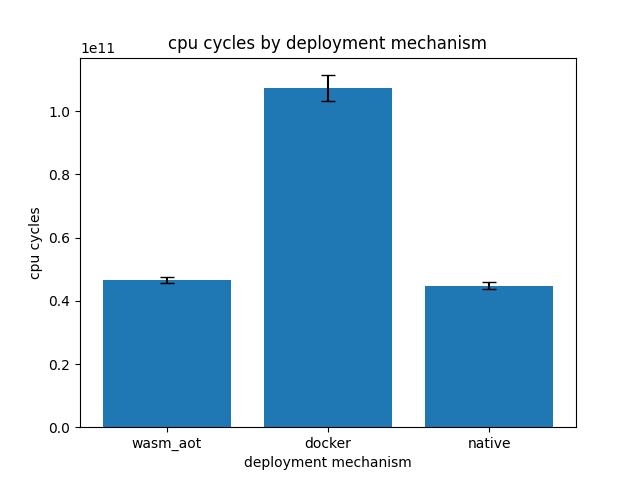 cpu cycles by deployment mechanism
1e11
1.0
0.8
0.6
0.4
0.2
0.0
cpu cycles
wasm_aot docker native
deployment mechanism